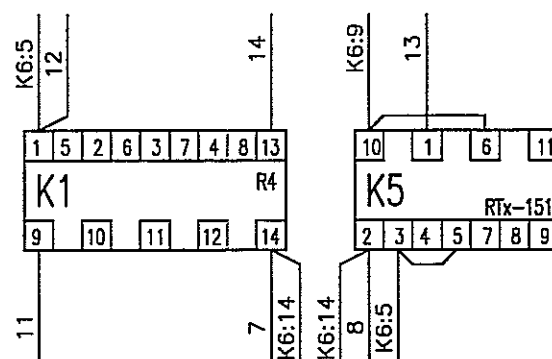 K6:5 12 14 K6:9 13
1 5 2 6 3 7 4 8 13 10 1 6 11
K1 R4 K5 RTx-151
9 10 11 12 14 2 3 4 5 7 8 9
11 7 K6:14 K6:14 8 K6:5